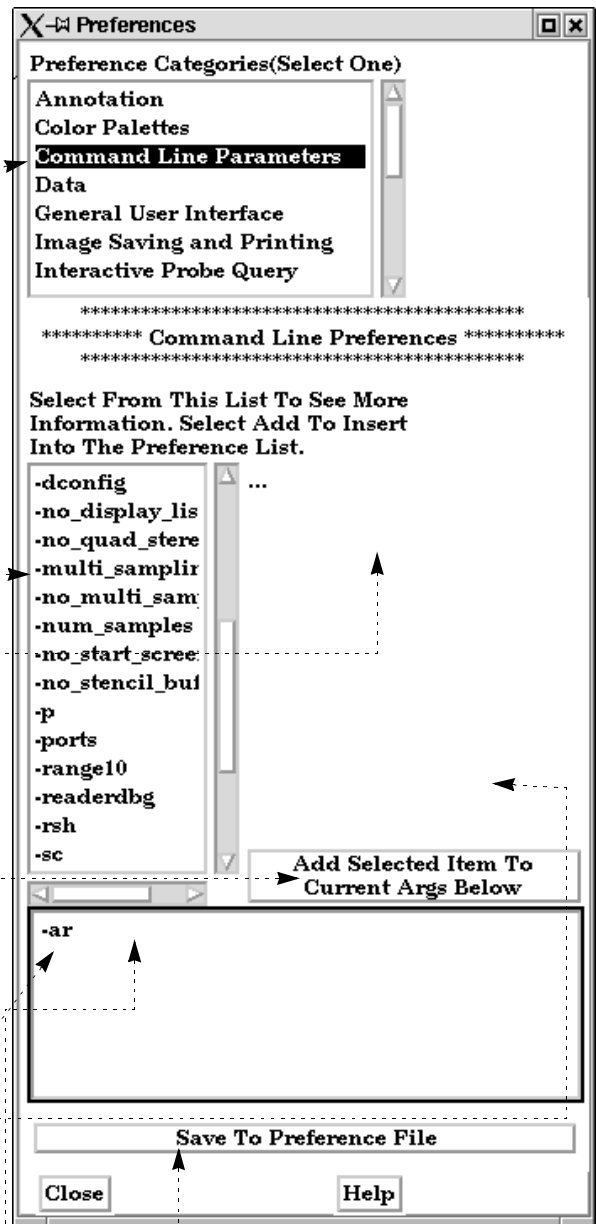 Preferences
Preference Categories(Select One)
Annotation
Color Palettes
Command Line Parameters
Data
General User Interface
Image Saving and Printing
Interactive Probe Query
********************************************
********** Command Line Preferences **********
********************************************
Select From This List To See More
Information. Select Add To Insert
Into The Preference List.
-dconfig
...
-no_display_lis
-no_quad_stere
-multi_samplin
-no_multi_sam
-num_samples
-no_start_scree
-no_stencil_buf
-p
-ports
-range10
-readerdbg
-rsh
-sc
Add Selected Item To
Current Args Below
-ar
Save To Preference File
Close
Help